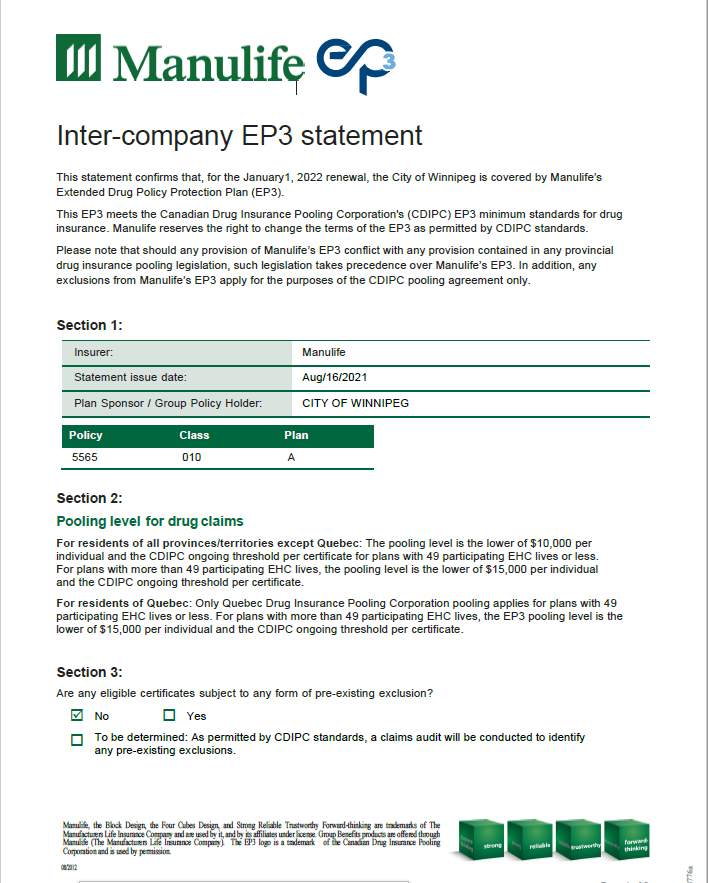 Manulife ep3
Inter-company EP3 statement
This statement confirms that, for the January1, 2022 renewal, the City of Winnipeg is covered by Manulife's
Extended Drug Policy Protection Plan (EP3).
This EP3 meets the Canadian Drug Insurance Pooling Corporation's (CDIPC) EP3 minimum standards for drug
insurance. Manulife reserves the right to change the terms of the EP3 as permitted by CDIPC standards.
Please note that should any provision of Manulife's EP3 conflict with any provision contained in any provincial
drug insurance pooling legislation, such legislation takes precedence over Manulife's EP3. In addition, any
exclusions from Manulife's EP3 apply for the purposes of the CDIPC pooling agreement only.
Section 1:
Insurer: Manulife
Statement issue date: Aug/16/2021
Plan Sponsor / Group Policy Holder: CITY OF WINNIPEG
Policy Class Plan
5565 010 A
Section 2:
Pooling level for drug claims
For residents of all provinces/territories except Quebec: The pooling level is the lower of $10,000 per
individual and the CDIPC ongoing threshold per certificate for plans with 49 participating EHC lives or less.
For plans with more than 49 participating EHC lives, the pooling level is the lower of $15,000 per individual
and the CDIPC ongoing threshold per certificate.
For residents of Quebec: Only Quebec Drug Insurance Pooling Corporation pooling applies for plans with 49
participating EHC lives or less. For plans with more than 49 participating EHC lives, the EP3 pooling level is the
lower of $15,000 per individual and the CDIPC ongoing threshold per certificate.
Section 3:
Are any eligible certificates subject to any form of pre-existing exclusion?
No Yes
To be determined: As permitted by CDIPC standards, a claims audit will be conducted to identify
any pre-existing exclusions.
Manulife, the Block Design, the Four Cubes Design, and Strong Reliable Trustworthy Forward-thinking are trademarks of The
Manufacturers Life Insurance Company and are used by it, and by its affiliates under license. Group Benefits products are offered through
Manulife (The Manufacturers Life Insurance Company). The EP3 logo is a trademark of the Canadian Drug Insurance Pooling
Corporation and is used by permission.
08/2012
strong reliable trustworthy forward-
thinking